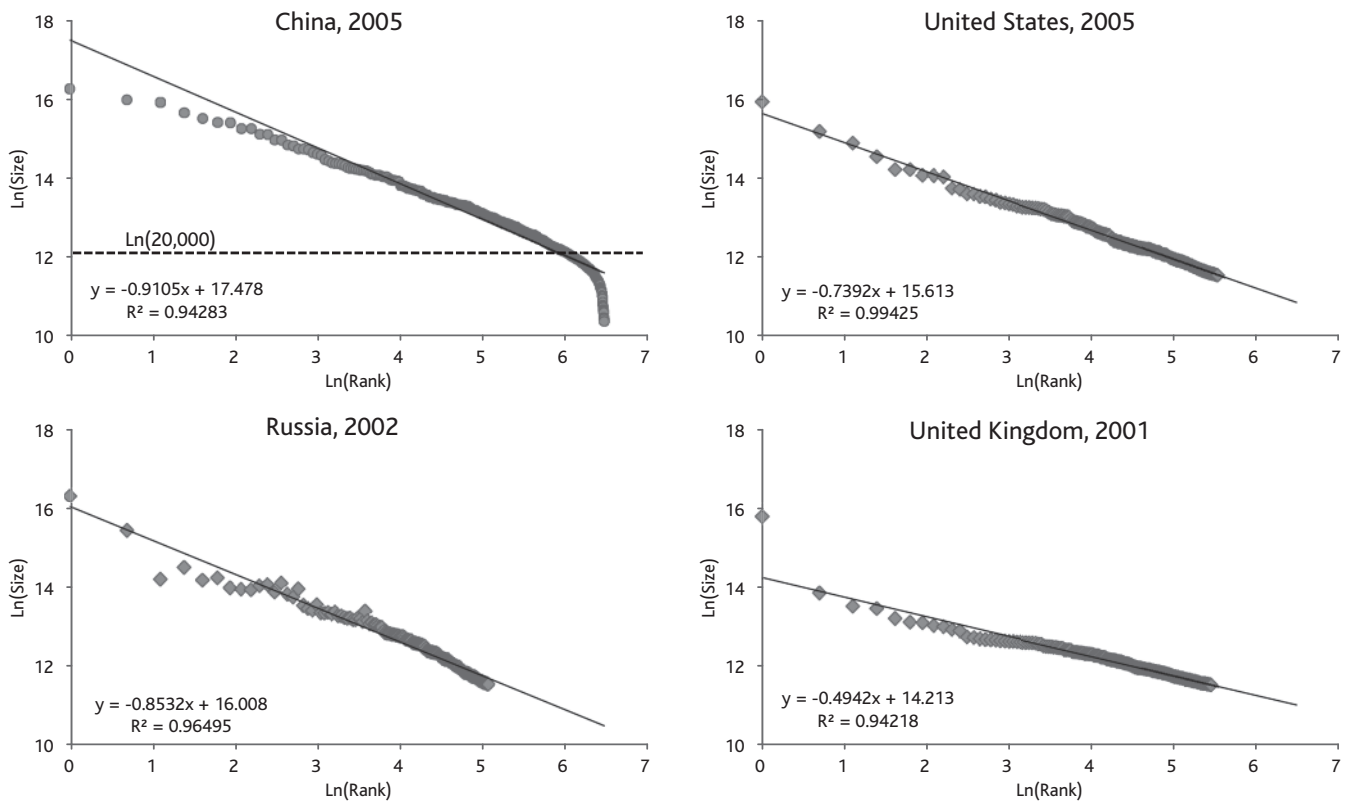 China, 2005
18
16
14
12
10
Ln(Size)
Ln(20,000)
y = -0.9105x + 17.478
R² = 0.94283
0 1 2 3 4 5 6 7
Ln(Rank)
United States, 2005
18
16
14
12
10
Ln(Size)
y = -0.7392x + 15.613
R² = 0.99425
0 1 2 3 4 5 6 7
Ln(Rank)
Russia, 2002
18
16
14
12
10
Ln(Size)
y = -0.8532x + 16.008
R² = 0.96495
0 1 2 3 4 5 6 7
Ln(Rank)
United Kingdom, 2001
18
16
14
12
10
Ln(Size)
y = -0.4942x + 14.213
R² = 0.94218
0 1 2 3 4 5 6 7
Ln(Rank)